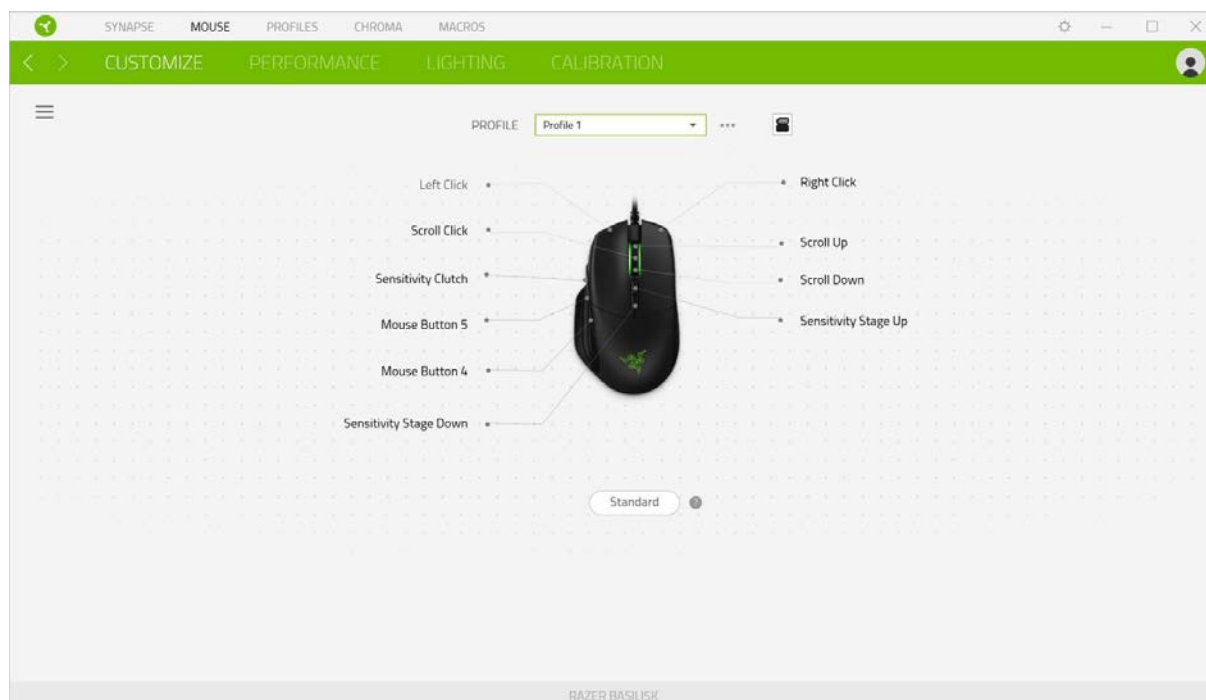 SYNAPSE MOUSE PROFILES CHROMA MACROS
CUSTOMIZE PERFORMANCE LIGHTING CALIBRATION
PROFILE Profile 1
Left Click Right Click
Scroll Click Scroll Up
Sensitivity Clutch Scroll Down
Mouse Button 5 Sensitivity Stage Up
Mouse Button 4
Sensitivity Stage Down
Standard ?
RAZER BASILISK